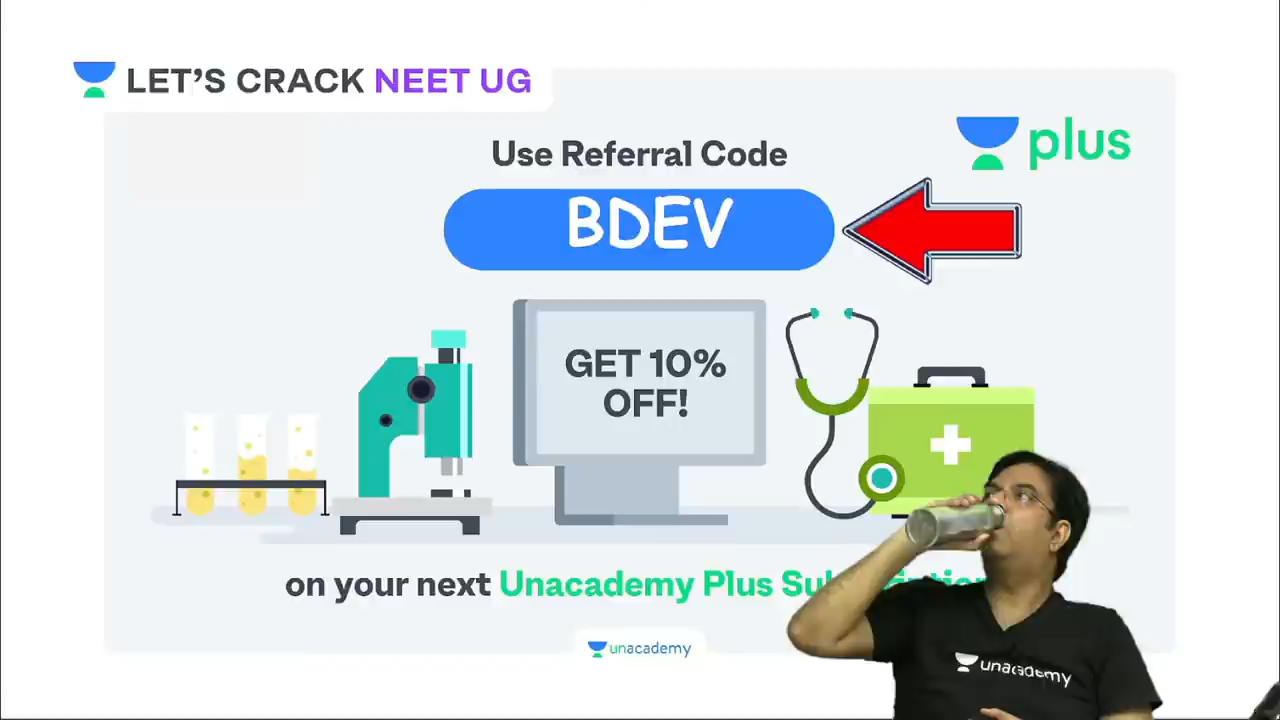 LET'S CRACK NEET UG
plus
Use Referral Code
BDEV
GET 10%
OFF!
on your next Unacademy Plus
unacademy
unacademy